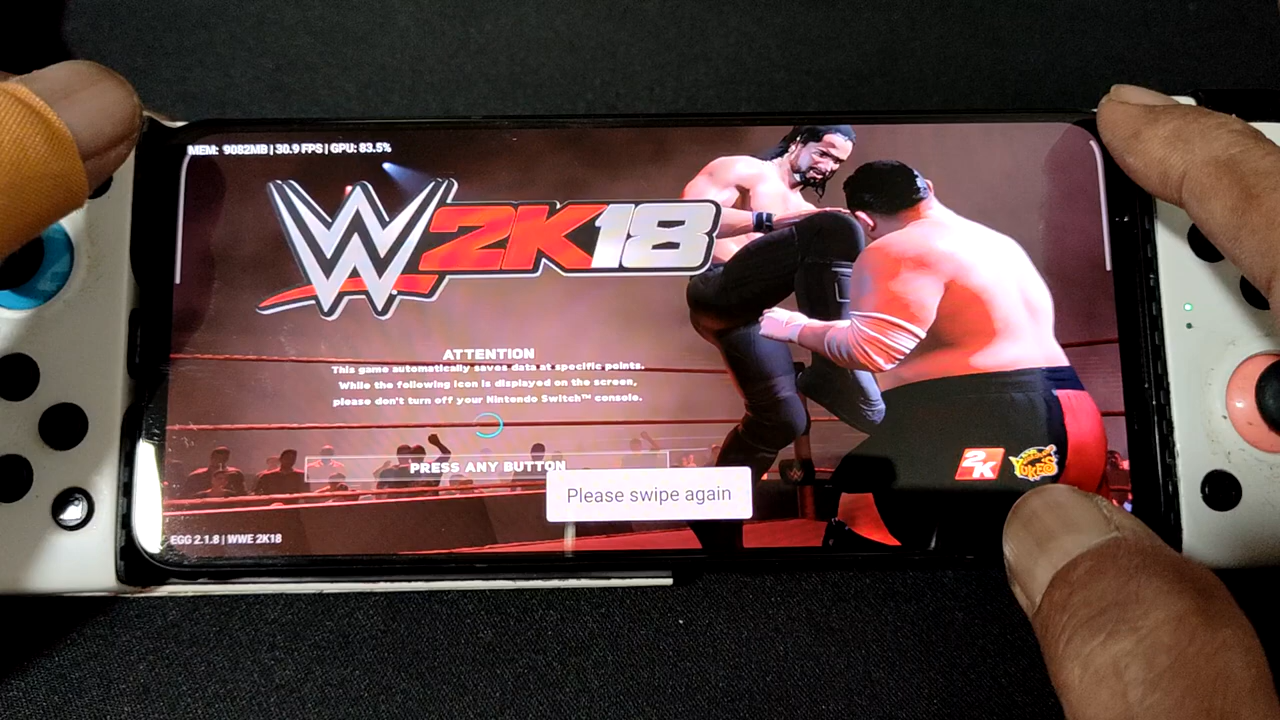 MEM: 9082MB | 30.9 FPS | GPU: 83.5%
W 2K18
ATTENTION
This game automatically saves data at specific points.
While the following icon is displayed on the screen,
please don't turn off your Nintendo Switch™ console.
PRESS ANY BUTTON
Please swipe again
2K
YUKE'S
EGG 2.1.8 | WWE 2K18